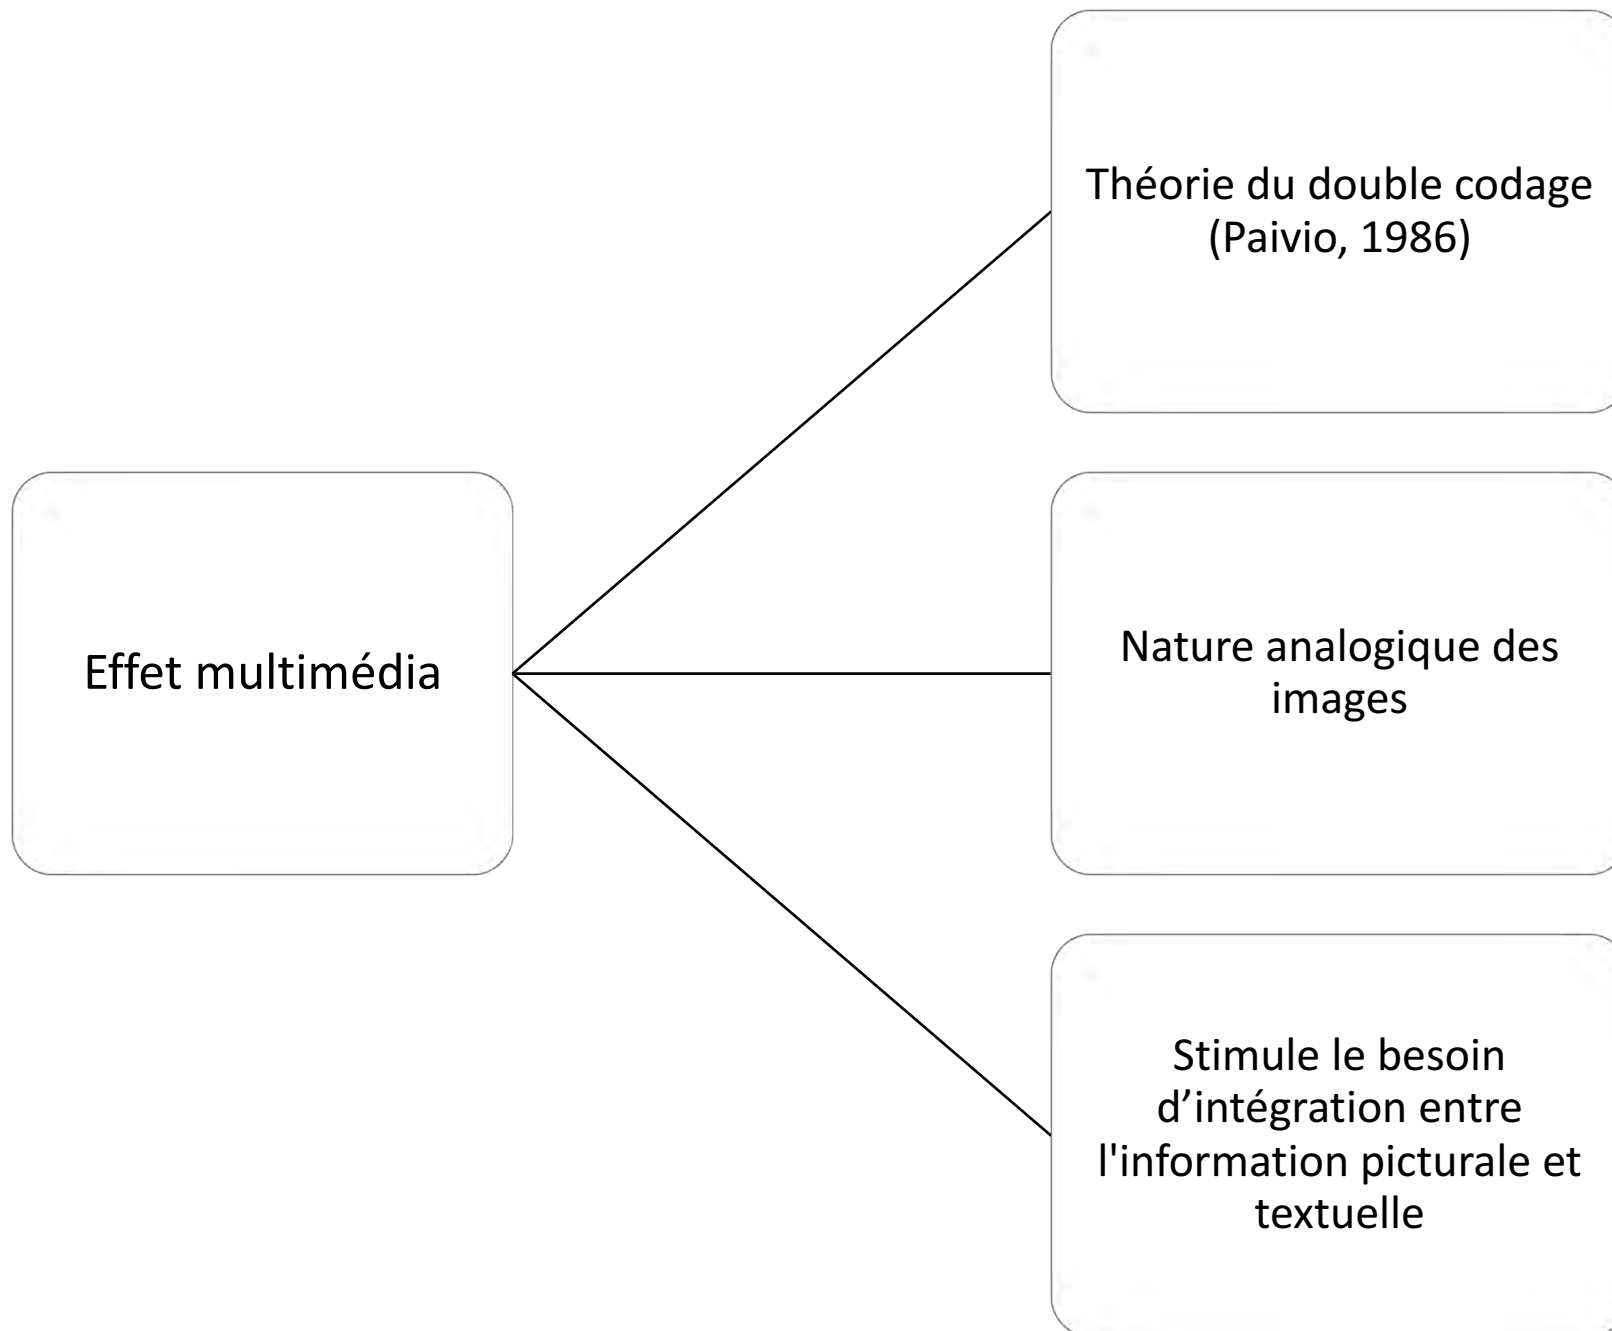 Théorie du double codage
(Paivio, 1986)
Effet multimédia
Nature analogique des
images
Stimule le besoin
d’intégration entre
l'information picturale et
textuelle